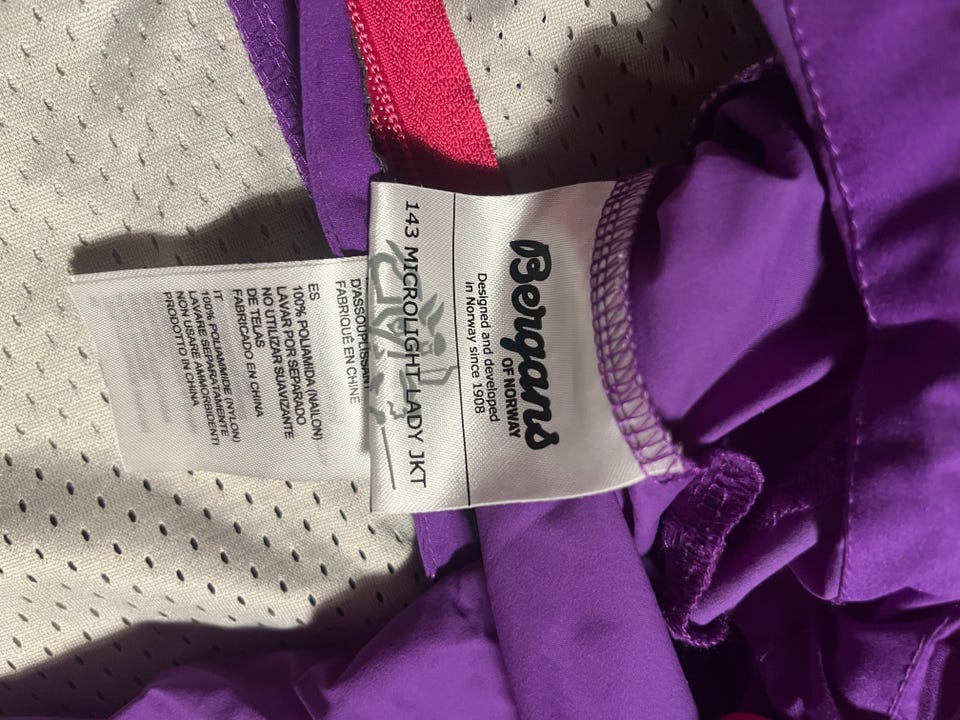 Bergans
OF NORWAY
Designed and developed
in Norway since 1908
143 MICROLIGHT LADY JKT
D'ASSOUPLISSANT
FABRIQUÉ EN CHINE
ES
100% POLIAMIDA (NAILON)
LAVAR POR SEPARADO
NO UTILIZAR SUAVIZANTE
DE TELAS
FABRICADO EN CHINA
IT
100% POLIAMMIDE (NYLON)
LAVARE SEPARATAMENTE
NON USARE AMMORBIDENTI
PRODOTTO IN CHINA